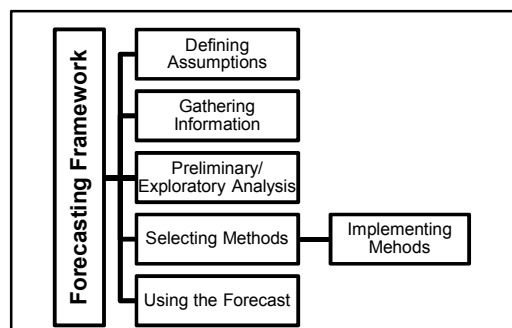 Forecasting Framework
Defining
Assumptions
Gathering
Information
Preliminary/
Exploratory Analysis
Selecting Methods
Implementing
Mehods
Using the Forecast